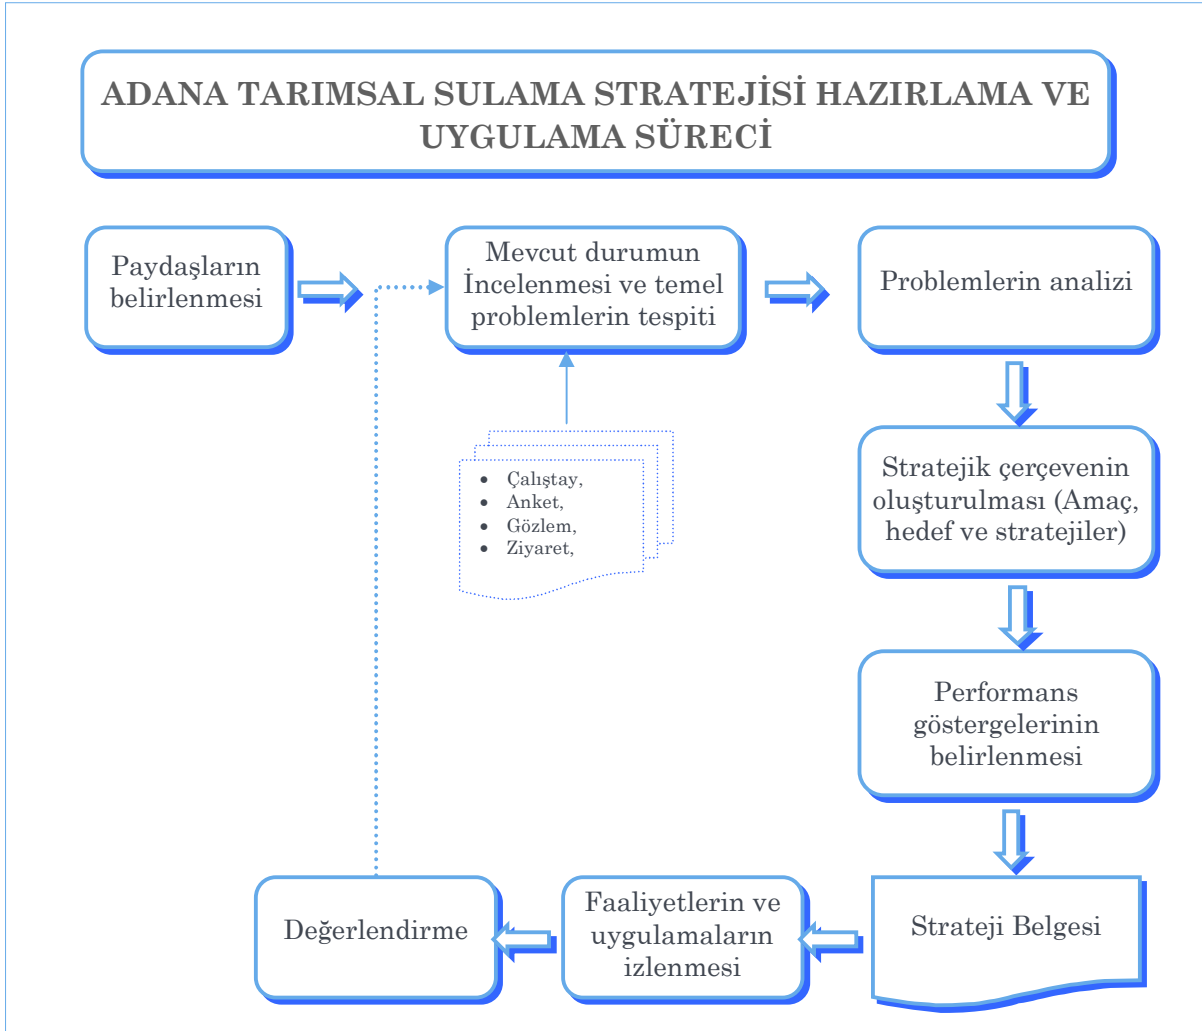 ADANA TARIMSAL SULAMA STRATEJİSİ HAZIRLAMA VE
UYGULAMA SÜRECİ
Paydaşların
belirlenmesi
Mevcut durumun
İncelenmesi ve temel
problemlerin tespiti
Problemlerin analizi
• Çalıştay,
• Anket,
• Gözlem,
• Ziyaret,
Stratejik çerçevenin
oluşturulması (Amaç,
hedef ve stratejiler)
Performans
göstergelerinin
belirlenmesi
Strateji Belgesi
Faaliyetlerin ve
uygulamaların
izlenmesi
Değerlendirme